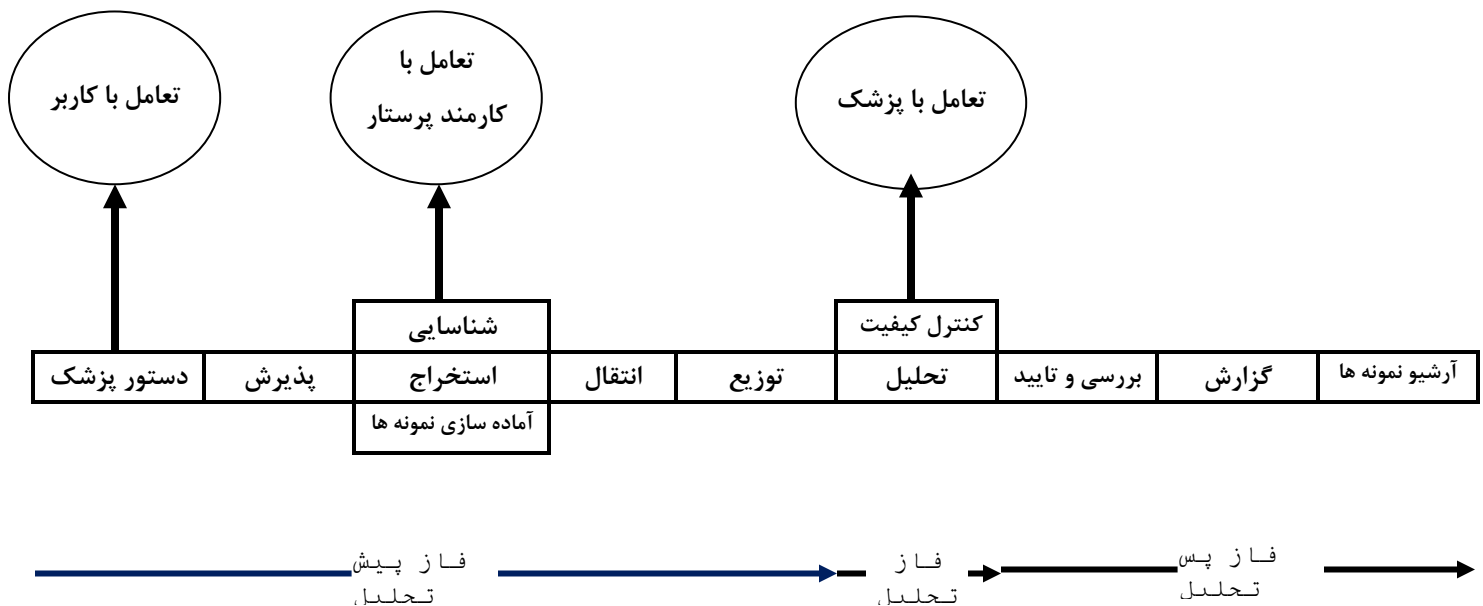 تعامل با کاربر
تعامل با
کارمند پرستار
تعامل با پزشک
شناسایی
کنترل کیفیت
دستور پزشک
پذیرش
استخراج
انتقال
توزیع
تحلیل
بررسی و تایید
گزارش
آرشیو نمونه ها
آماده سازی نمونه ها
فاز پیش
تحلیل
فاز
تحلیل
فاز پس
تحلیل